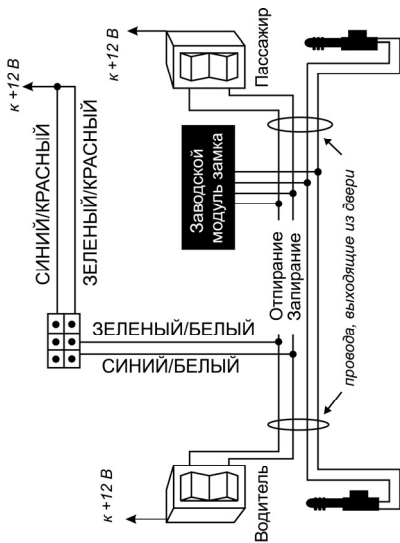 к +12 В
Водитель
к +12 В
СИНИЙ/КРАСНЫЙ
ЗЕЛЕНЫЙ/КРАСНЫЙ
ЗЕЛЕНЫЙ/БЕЛЫЙ
СИНИЙ/БЕЛЫЙ
к +12 В
Пассажир
Заводской
модуль замка
Отпирание
Запирание
провода, выходящие из двери